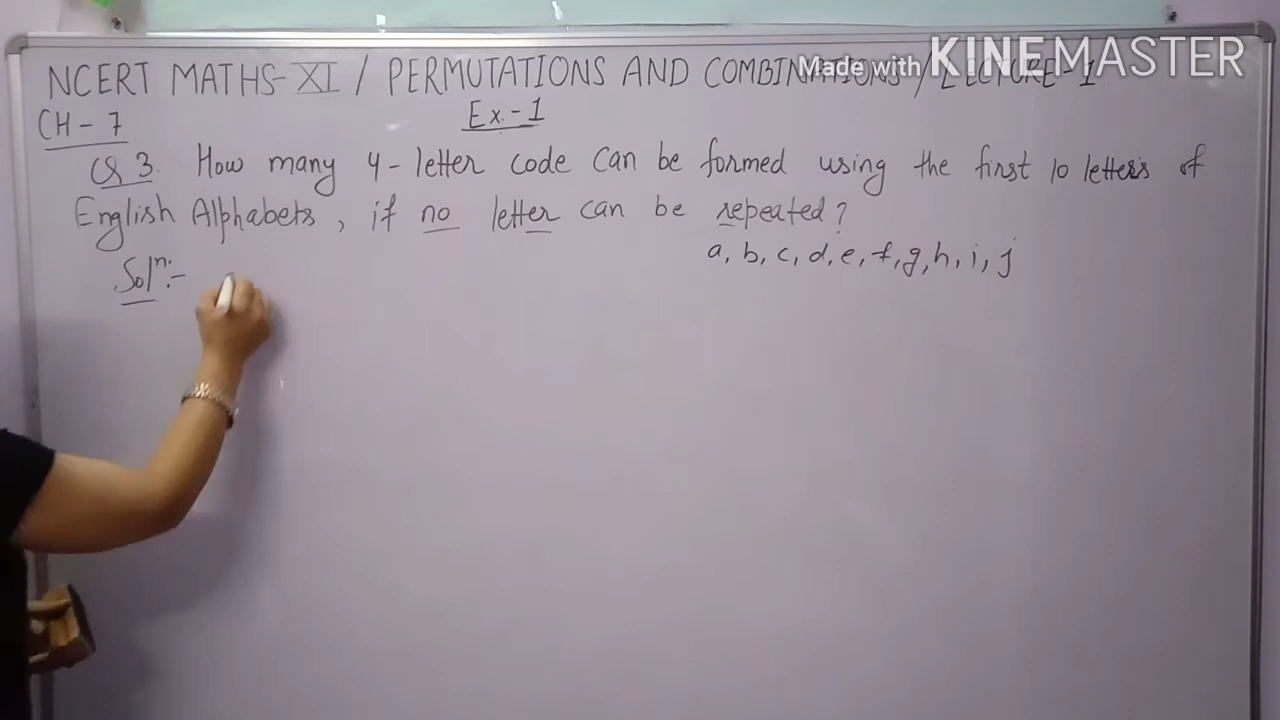 NCERT MATHS-XI / PERMUTATIONS AND COMBINATIONS / LECTURE-1
Made with KINEMASTER
CH-7
Ex.-1
Q 3. How many 4-letter code can be formed using the first 10 letters of
English Alphabets, if no letter can be repeated?
a, b, c, d, e, f, g, h, i, j
Solⁿ:-